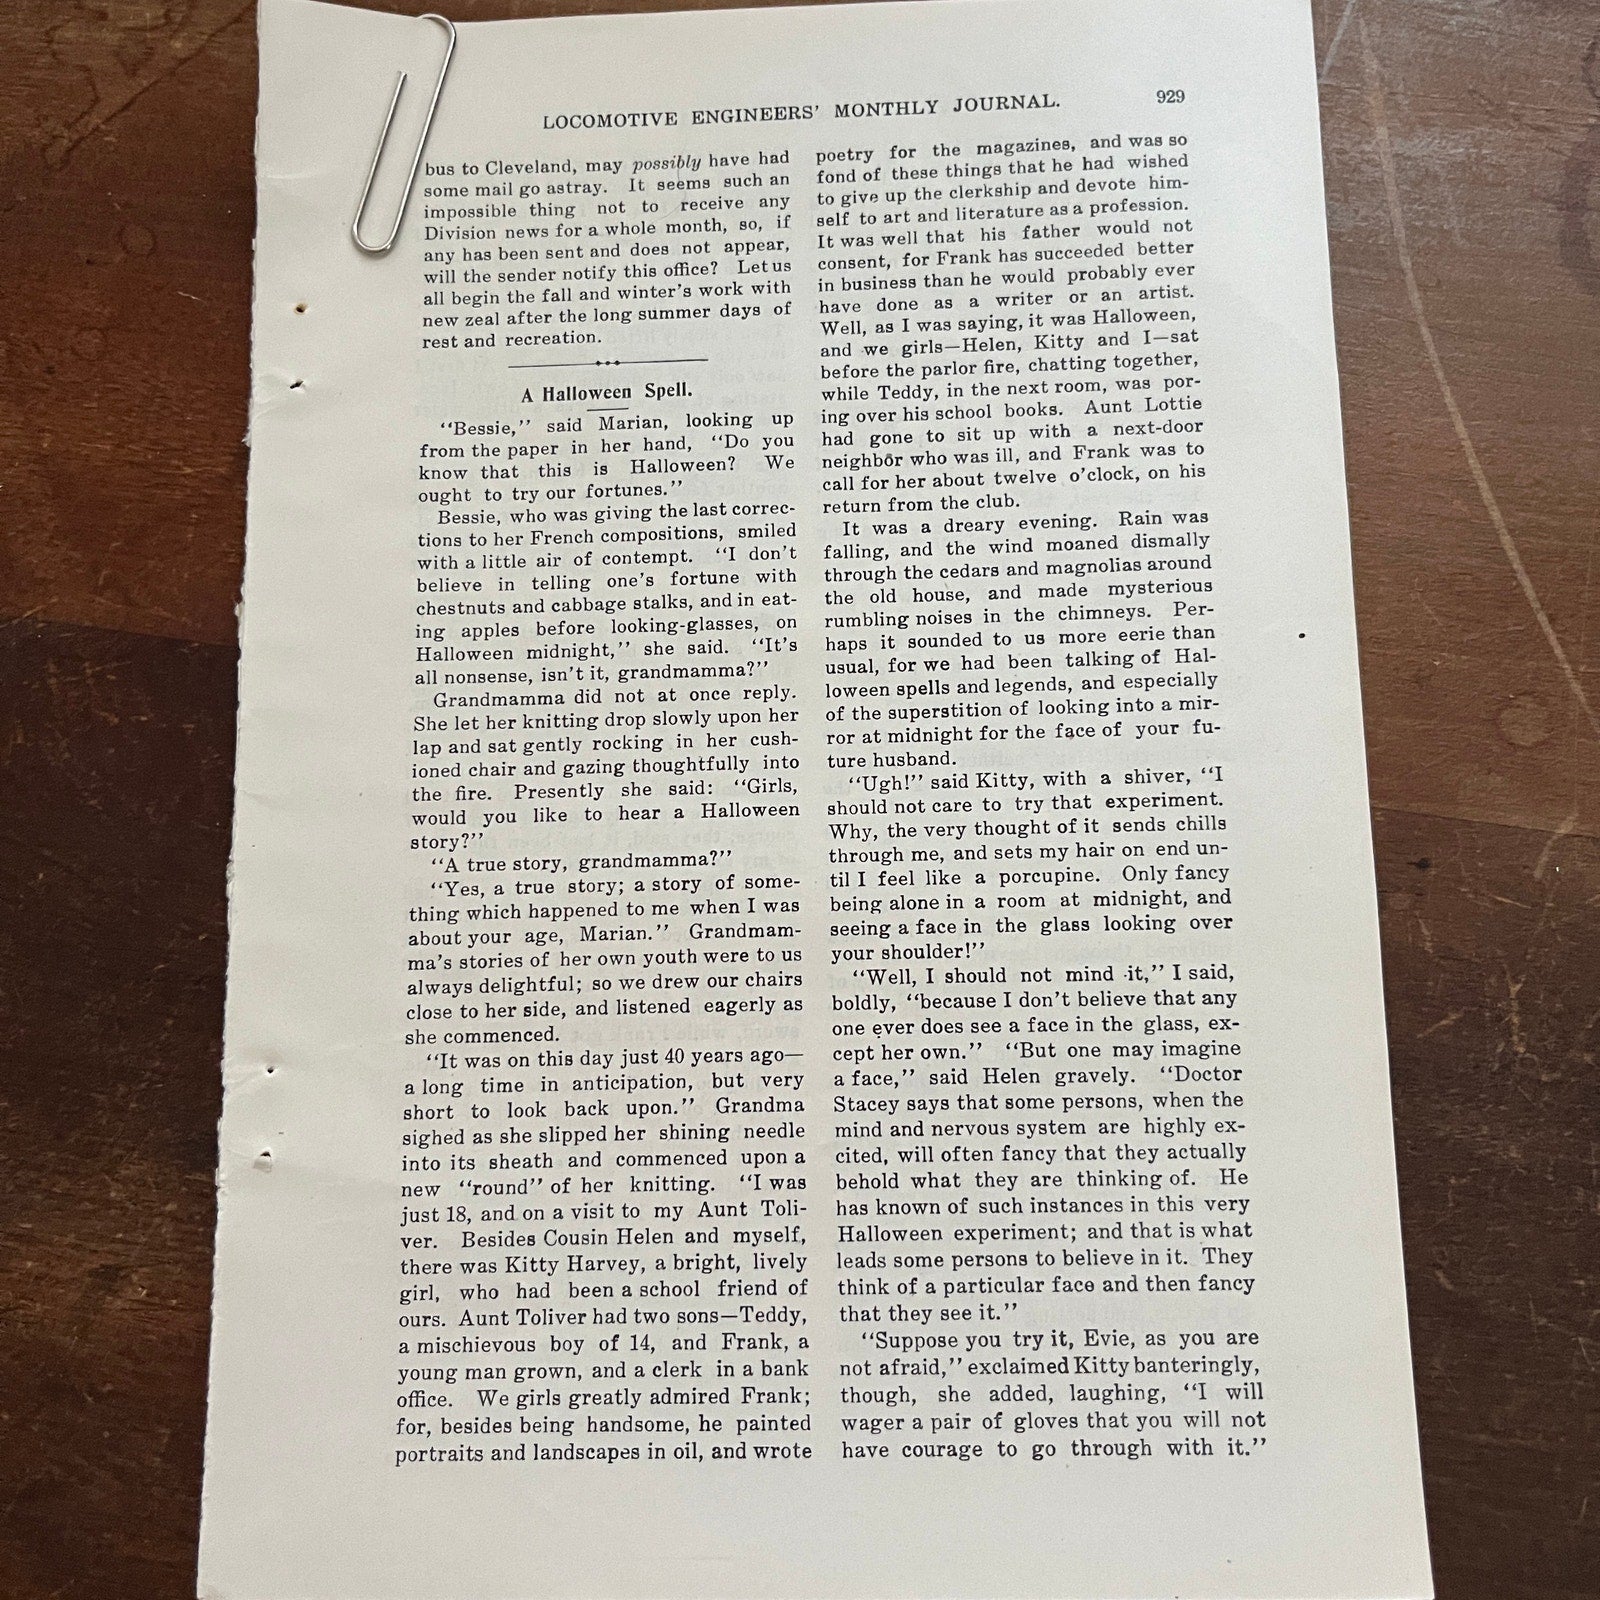 LOCOMOTIVE ENGINEERS' MONTHLY JOURNAL. 929
bus to Cleveland, may possibly have had
some mail go astray. It seems such an
impossible thing not to receive any
Division news for a whole month, so, if
any has been sent and does not appear,
will the sender notify this office? Let us
all begin the fall and winter's work with
new zeal after the long summer days of
rest and recreation.
A Halloween Spell.
"Bessie," said Marian, looking up
from the paper in her hand, "Do you
know that this is Halloween? We
ought to try our fortunes."
Bessie, who was giving the last correc-
tions to her French compositions, smiled
with a little air of contempt. "I don't
believe in telling one's fortune with
chestnuts and cabbage stalks, and in eat-
ing apples before looking-glasses, on
Halloween midnight," she said. "It's
all nonsense, isn't it, grandmamma?"
Grandmamma did not at once reply.
She let her knitting drop slowly upon her
lap and sat gently rocking in her cush-
ioned chair and gazing thoughtfully into
the fire. Presently she said: "Girls,
would you like to hear a Halloween
story?"
"A true story, grandmamma?"
"Yes, a true story; a story of some-
thing which happened to me when I was
about your age, Marian." Grandmam-
ma's stories of her own youth were to us
always delightful; so we drew our chairs
close to her side, and listened eagerly as
she commenced.
"It was on this day just 40 years ago—
a long time in anticipation, but very
short to look back upon." Grandma
sighed as she slipped her shining needle
into its sheath and commenced upon a
new "round" of her knitting. "I was
just 18, and on a visit to my Aunt Toli-
ver. Besides Cousin Helen and myself,
there was Kitty Harvey, a bright, lively
girl, who had been a school friend of
ours. Aunt Toliver had two sons—Teddy,
a mischievous boy of 14, and Frank, a
young man grown, and a clerk in a bank
office. We girls greatly admired Frank;
for, besides being handsome, he painted
portraits and landscapes in oil, and wrote
poetry for the magazines, and was so
fond of these things that he had wished
to give up the clerkship and devote him-
self to art and literature as a profession.
It was well that his father would not
consent, for Frank has succeeded better
in business than he would probably ever
have done as a writer or an artist.
Well, as I was saying, it was Halloween,
and we girls—Helen, Kitty and I—sat
before the parlor fire, chatting together,
while Teddy, in the next room, was por-
ing over his school books. Aunt Lottie
had gone to sit up with a next-door
neighbor who was ill, and Frank was to
call for her about twelve o'clock, on his
return from the club.
It was a dreary evening. Rain was
falling, and the wind moaned dismally
through the cedars and magnolias around
the old house, and made mysterious
rumbling noises in the chimneys. Per-
haps it sounded to us more eerie than
usual, for we had been talking of Hal-
loween spells and legends, and especially
of the superstition of looking into a mir-
ror at midnight for the face of your fu-
ture husband.
"Ugh!" said Kitty, with a shiver, "I
should not care to try that experiment.
Why, the very thought of it sends chills
through me, and sets my hair on end un-
til I feel like a porcupine. Only fancy
being alone in a room at midnight, and
seeing a face in the glass looking over
your shoulder!"
"Well, I should not mind it," I said,
boldly, "because I don't believe that any
one ever does see a face in the glass, ex-
cept her own." "But one may imagine
a face," said Helen gravely. "Doctor
Stacey says that some persons, when the
mind and nervous system are highly ex-
cited, will often fancy that they actually
behold what they are thinking of. He
has known of such instances in this very
Halloween experiment; and that is what
leads some persons to believe in it. They
think of a particular face and then fancy
that they see it."
"Suppose you try it, Evie, as you are
not afraid," exclaimed Kitty banteringly,
though, she added, laughing, "I will
wager a pair of gloves that you will not
have courage to go through with it."